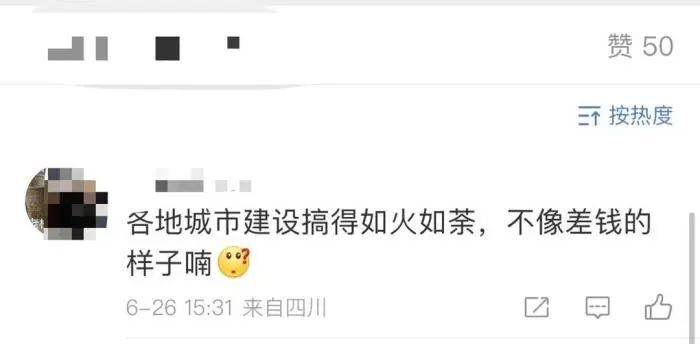 赞 50
按热度
各地城市建设搞得如火如荼，不像差钱的
样子喃
6-26 15:31 来自四川